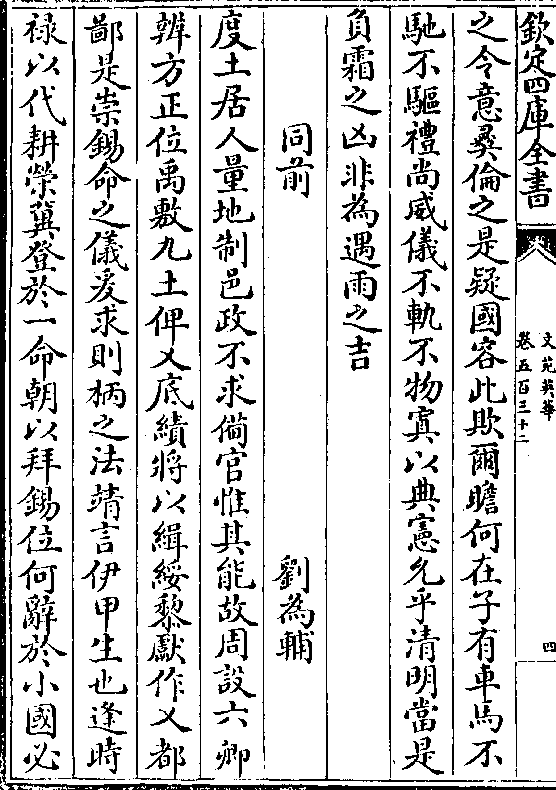 欽定四庫全書
文苑英華
卷五百三十二
四
之令意彝倫之是疑國容此欺爾瞻何在子有車馬不
馳不驅禮尚威儀不軌不物寘以典憲允乎清明當是
負霜之凶非為遇雨之吉
同前 劉為輔
度土居人量地制邑政不求備官惟其能故周設六卿
辨方正位禹敷九土俾乂底績將以緝綏黎獻作乂都
鄙是崇錫命之儀爰求則柄之法靖言伊甲生也逢時
祿以代耕榮冀登於一命朝以拜錫位何辭於小國必